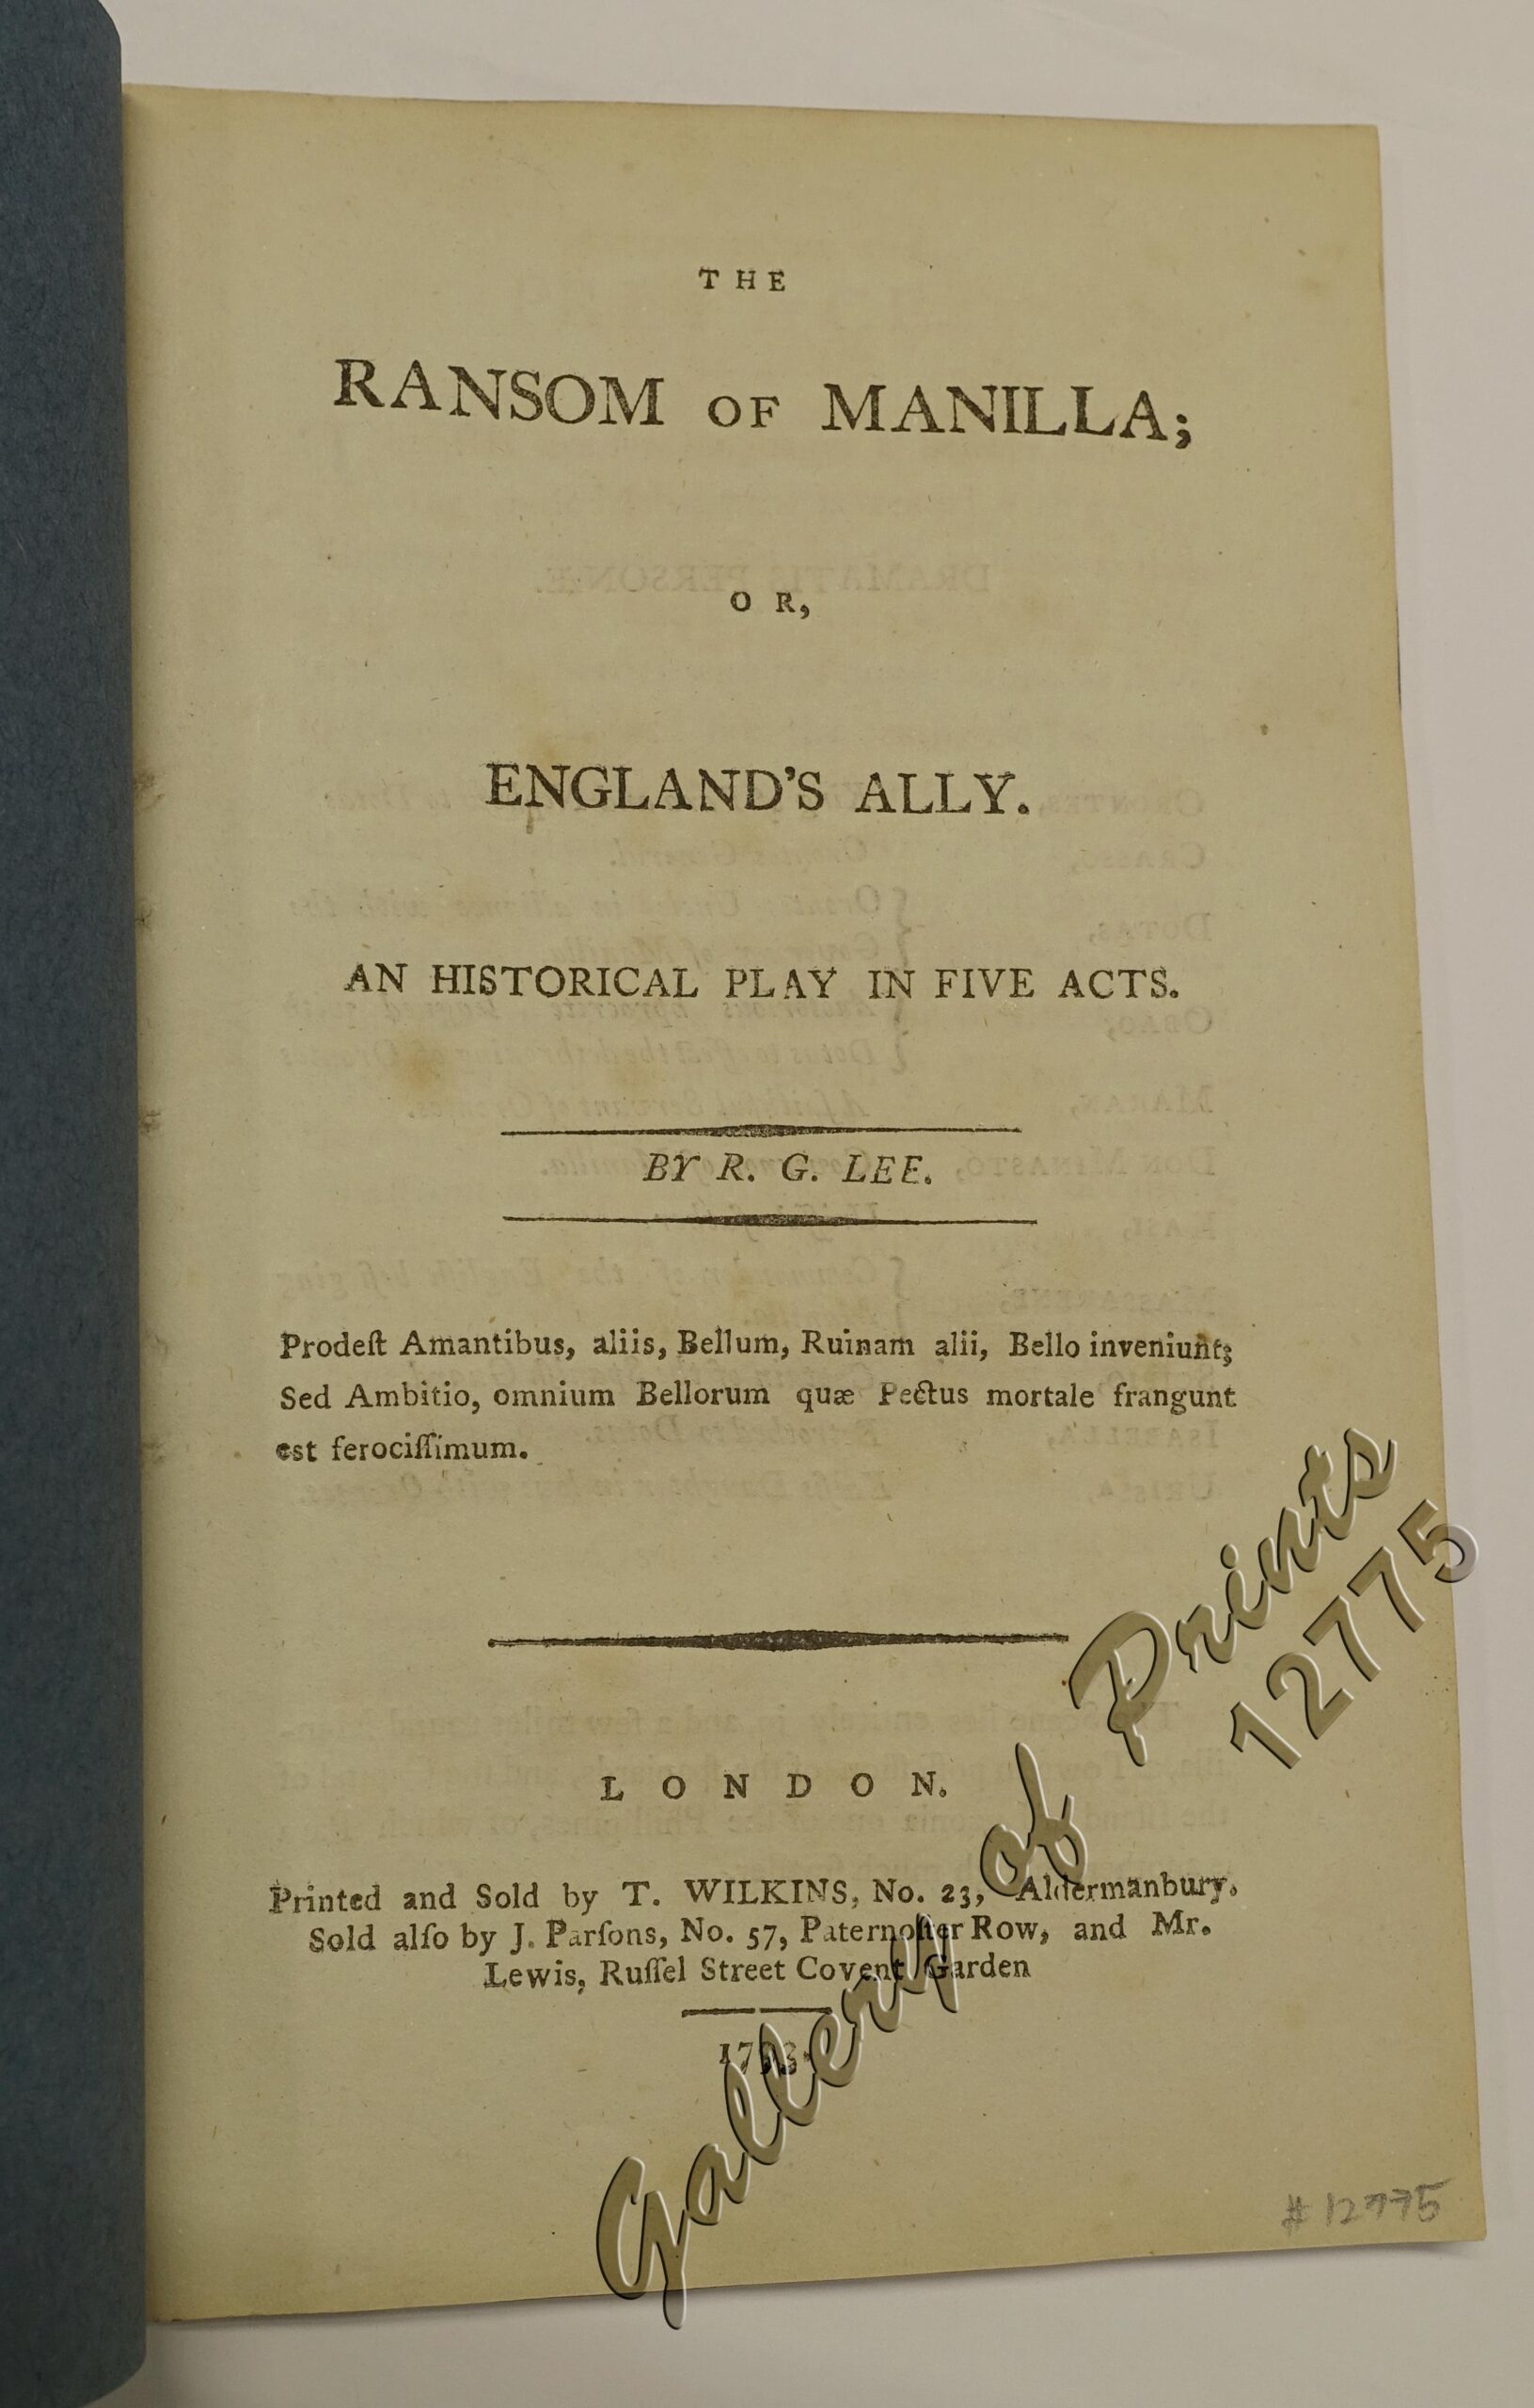 THE
RANSOM OF MANILLA;
OR,
ENGLAND'S ALLY.
AN HISTORICAL PLAY IN FIVE ACTS.
BY R. G. LEE.
Prodeſt Amantibus, aliis, Bellum, Ruinam alii, Bello inveniunt;
Sed Ambitio, omnium Bellorum quæ Pectus mortale frangunt
est ferociſſimum.
LONDON.
Printed and Sold by T. WILKINS, No. 23, Aldermanbury.
Sold alſo by J. Parſons, No. 57, Paternoſter Row, and Mr.
Lewis, Ruſſel Street Covent Garden
1793.
Gallery of Prints
12775
#12775